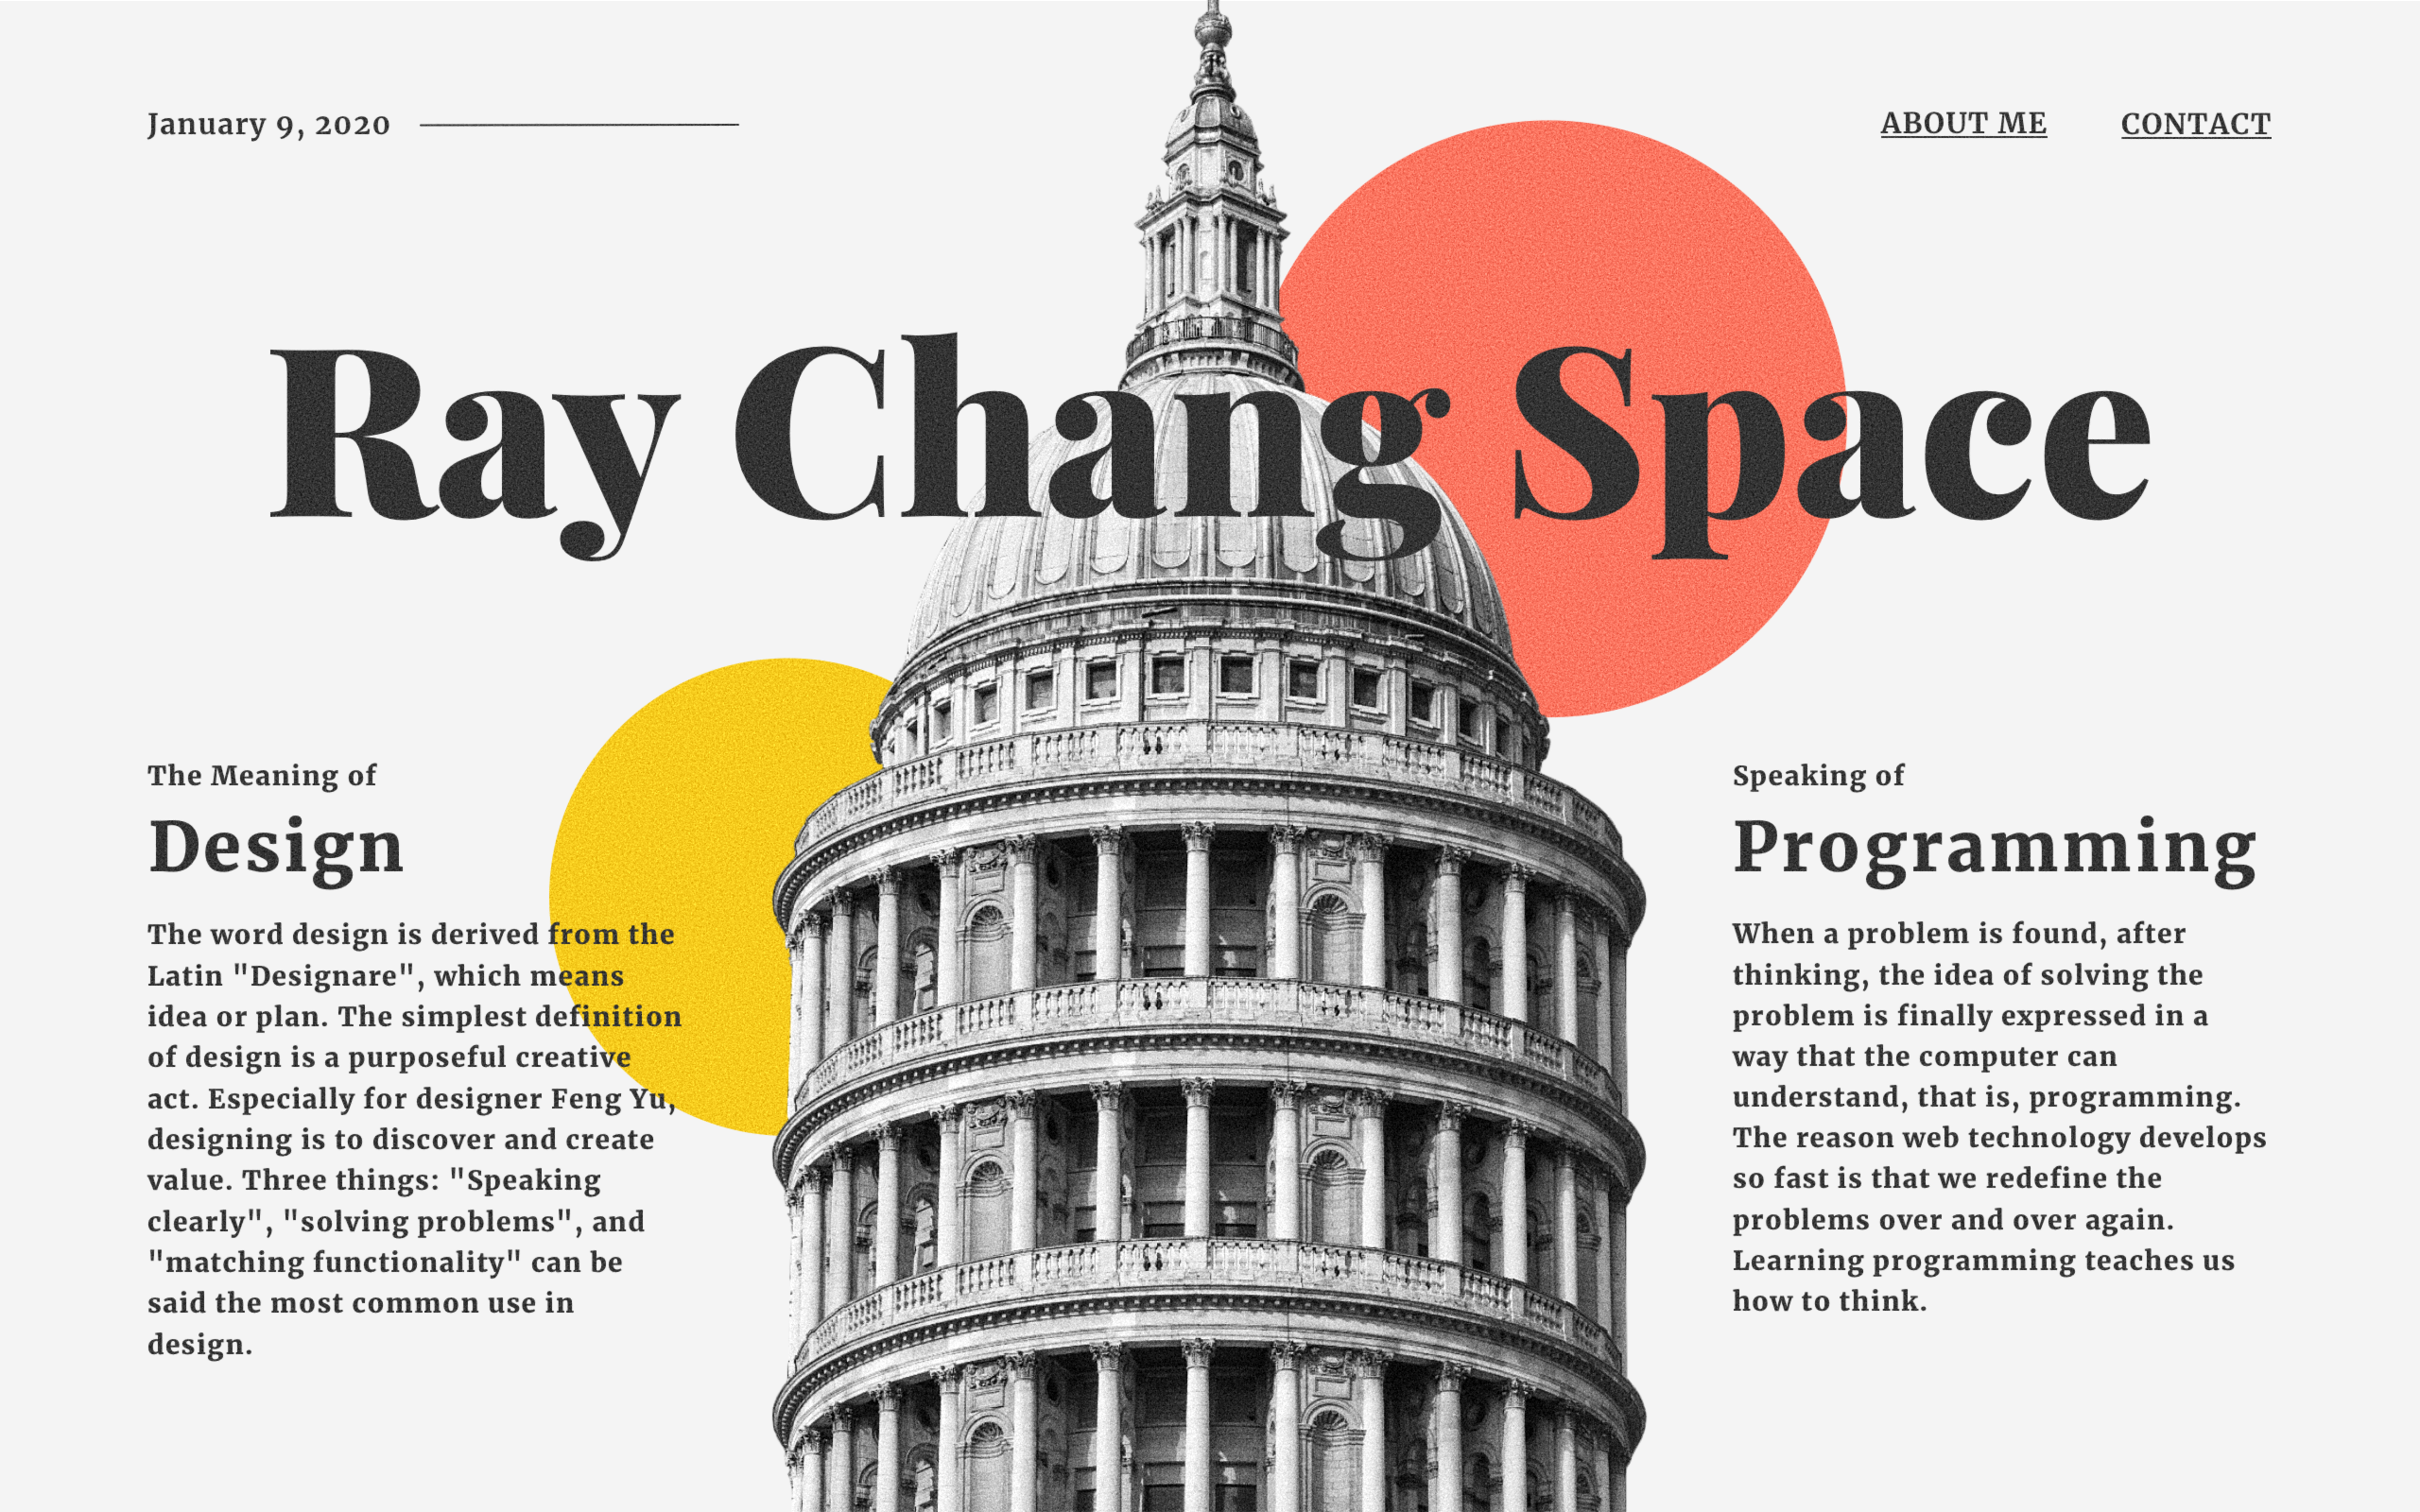 January 9, 2020
ABOUT ME
CONTACT
Ray Chang Space
The Meaning of
Design
The word design is derived from the
Latin "Designare", which means
idea or plan. The simplest definition
of design is a purposeful creative
act. Especially for designer Feng Yu,
designing is to discover and create
value. Three things: "Speaking
clearly", "solving problems", and
"matching functionality" can be
said the most common use in
design.
Speaking of
Programming
When a problem is found, after
thinking, the idea of solving the
problem is finally expressed in a
way that the computer can
understand, that is, programming.
The reason web technology develops
so fast is that we redefine the
problems over and over again.
Learning programming teaches us
how to think.